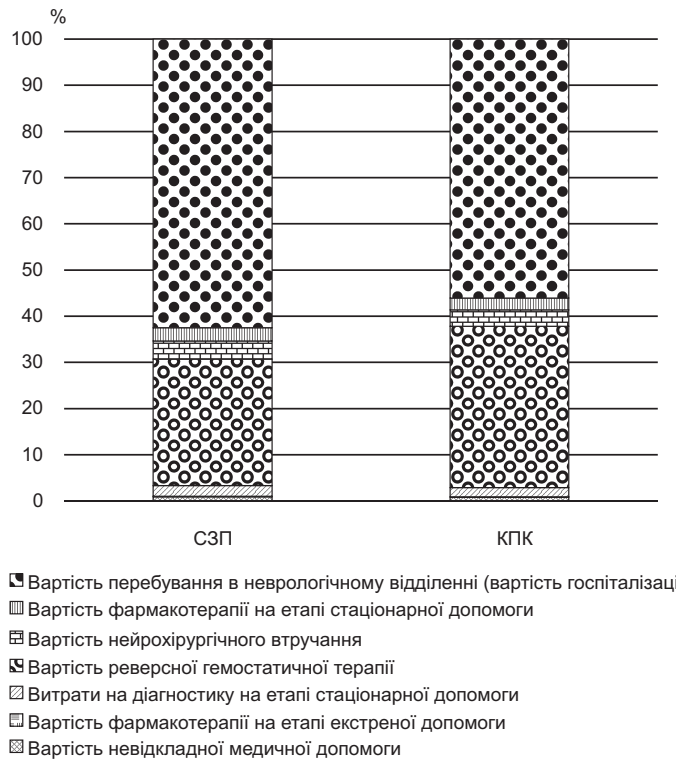 %
100
90
80
70
60
50
40
30
20
10
0
СЗП КПК
Вартість перебування в неврологічному відділенні (вартість госпіталізаці
Вартість фармакотерапії на етапі стаціонарної допомоги
Вартість нейрохірургічного втручання
Вартість реверсної гемостатичної терапії
Витрати на діагностику на етапі стаціонарної допомоги
Вартість фармакотерапії на етапі екстреної допомоги
Вартість невідкладної медичної допомоги